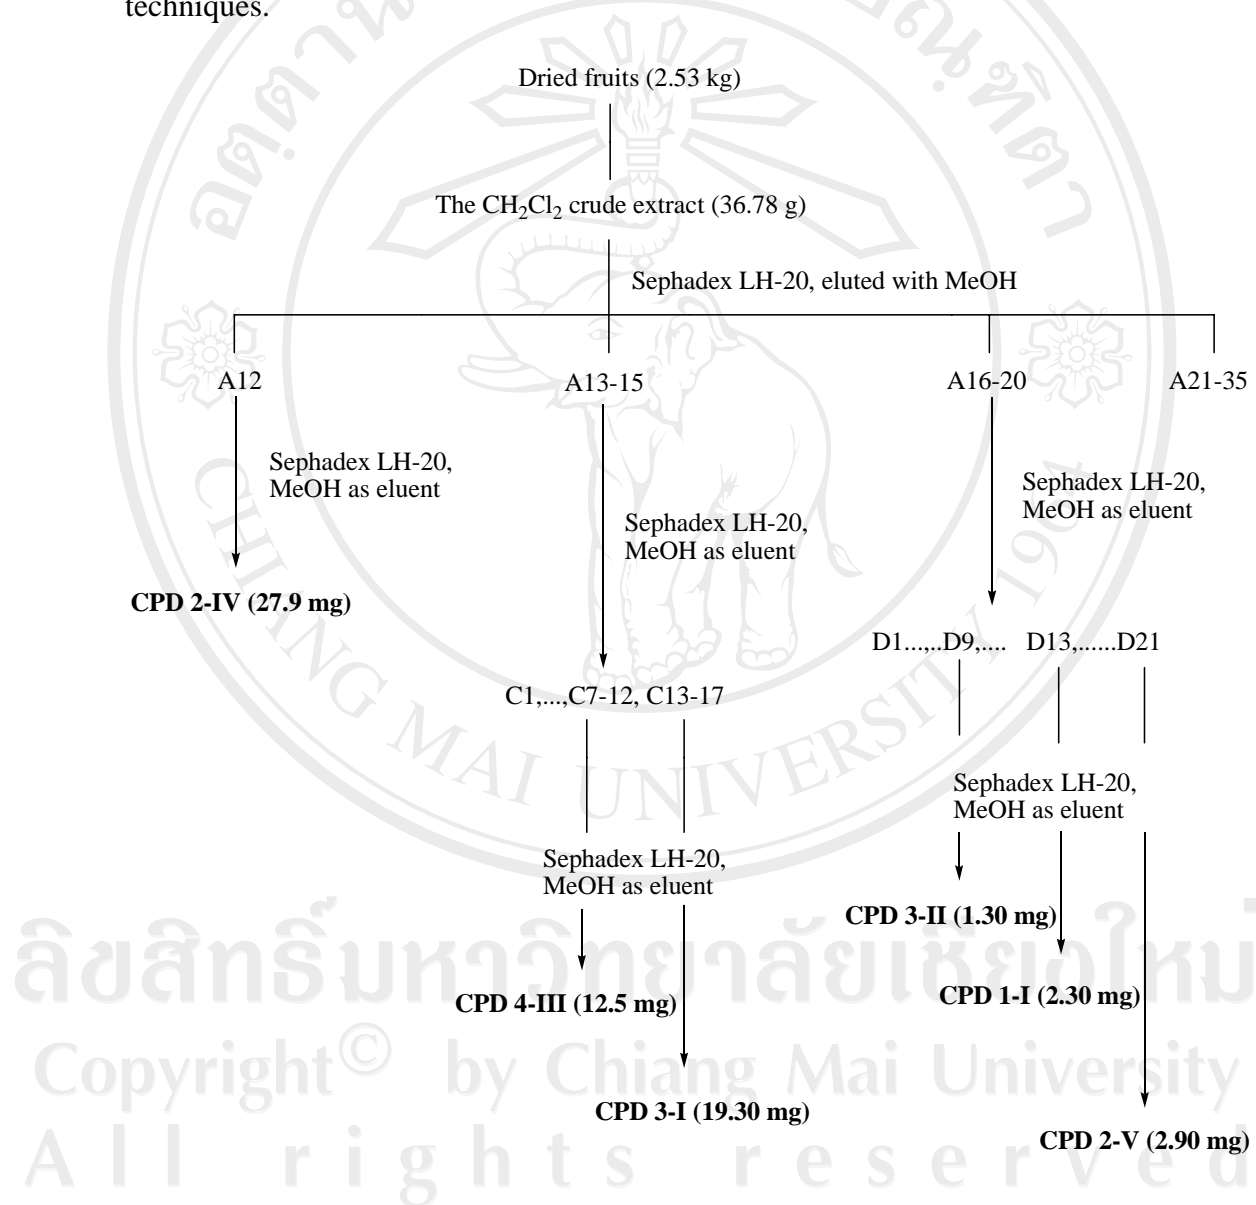 techniques.
Dried fruits (2.53 kg)
The CH₂Cl₂ crude extract (36.78 g)
Sephadex LH-20, eluted with MeOH
A12
A13-15
A16-20
A21-35
Sephadex LH-20,
MeOH as eluent
Sephadex LH-20,
MeOH as eluent
Sephadex LH-20,
MeOH as eluent
CPD 2-IV (27.9 mg)
D1...,..D9,.... D13,......D21
C1,...,C7-12, C13-17
Sephadex LH-20,
MeOH as eluent
Sephadex LH-20,
MeOH as eluent
CPD 3-II (1.30 mg)
CPD 4-III (12.5 mg)
CPD 1-I (2.30 mg)
CPD 3-I (19.30 mg)
CPD 2-V (2.90 mg)
CHIANG MAI UNIVERSITY 1964
ลิขสิทธิ์มหาวิทยาลัยเชียงใหม่
Copyright© by Chiang Mai University
All rights reserved